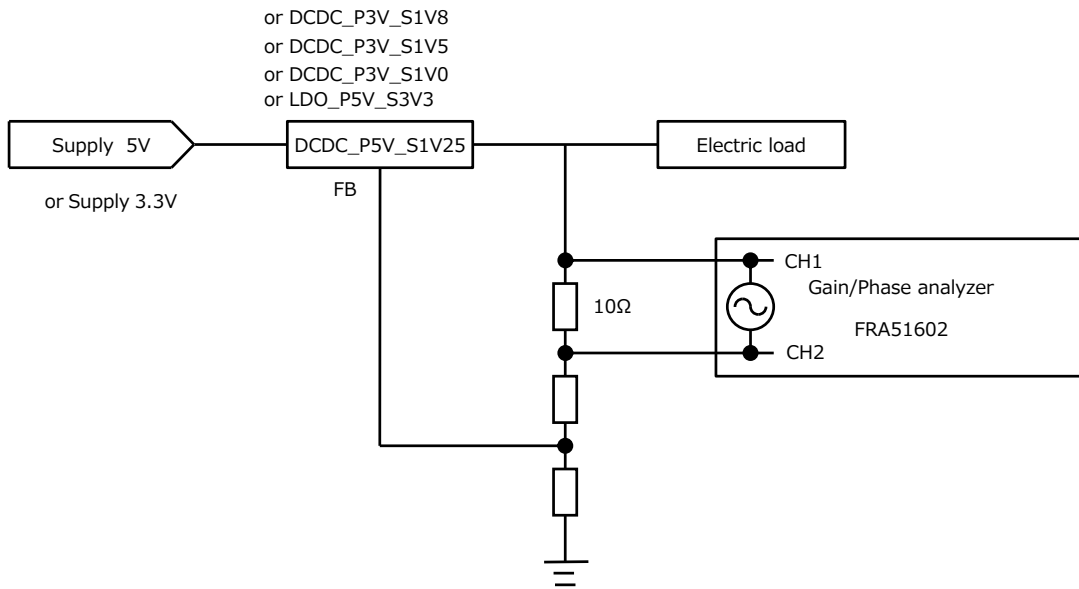 or DCDC_P3V_S1V8
or DCDC_P3V_S1V5
or DCDC_P3V_S1V0
or LDO_P5V_S3V3
Supply 5V
DCDC_P5V_S1V25
Electric load
or Supply 3.3V
FB
CH1
Gain/Phase analyzer
10Ω
FRA51602
CH2